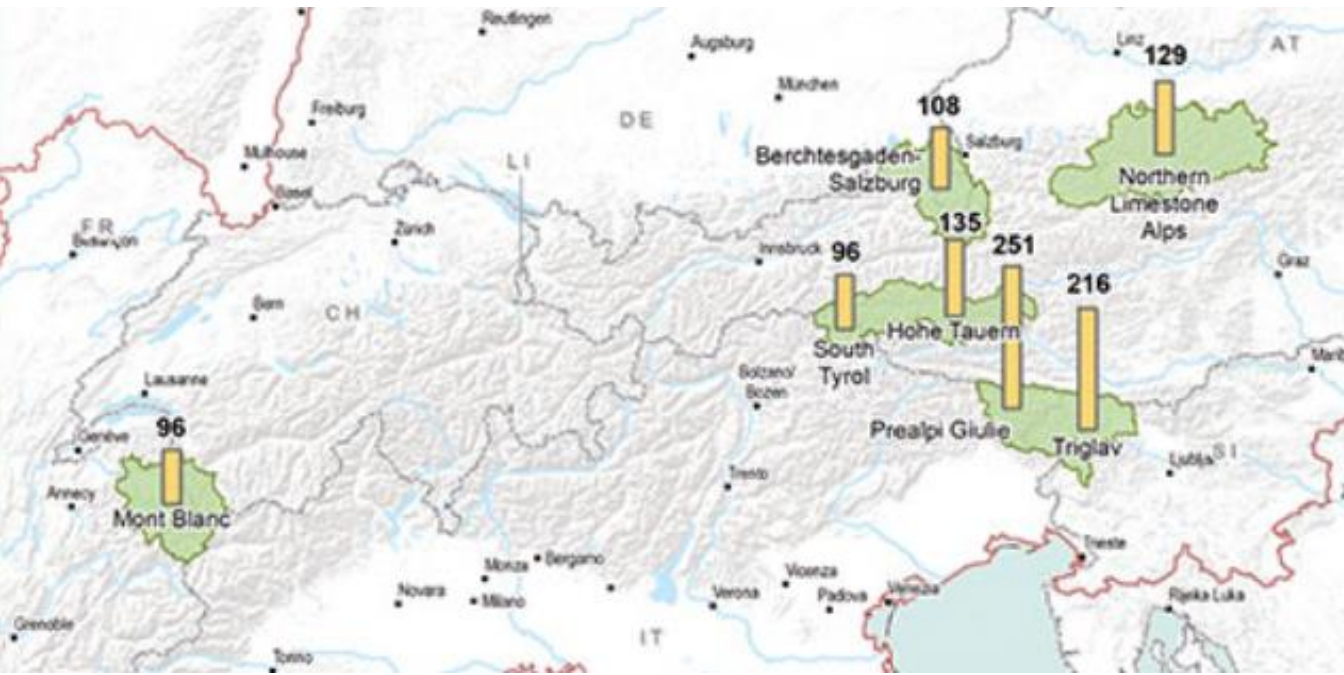 Reutlingen
Linz
AT
129
Augsburg
München
Freiburg
DE
108
Mulhouse
Salzburg
LI
Berchtesgaden-
Salzburg
Northern
Limestone
Alps
Basel
FR
Zürich
135
251
Innsbruck
96
Graz
216
Bern
CH
Hohe Tauern
South
Tyrol
Bolzano/
Bozen
Lausanne
96
Genève
Prealpi Giulie
Triglav
SI
Trento
Annecy
Mont Blanc
Trieste
Bergamo
Monza
Vicenza
Novara
Milano
Verona
Padova
Venezia
Rijeka Luka
Grenoble
IT
Torino